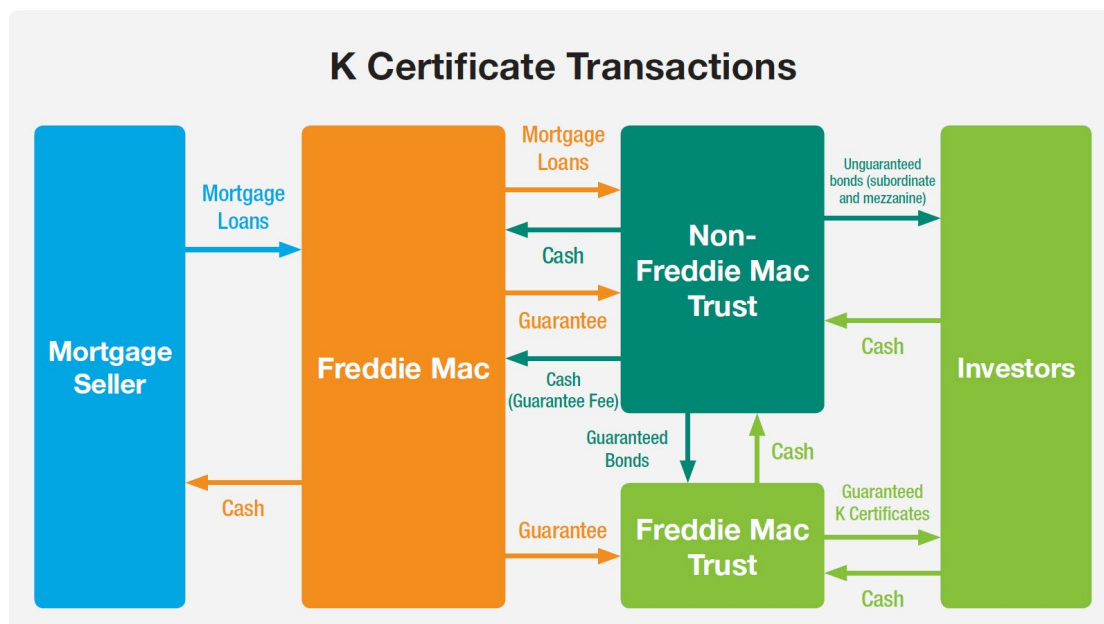 K Certificate Transactions
Mortgage
Seller
Mortgage
Loans
Cash
Freddie Mac
Mortgage
Loans
Cash
Guarantee
Cash
(Guarantee Fee)
Guarantee
Non-
Freddie Mac
Trust
Guaranteed
Bonds
Cash
Freddie Mac
Trust
Unguaranteed
bonds (subordinate
and mezzanine)
Cash
Guaranteed
K Certificates
Cash
Investors